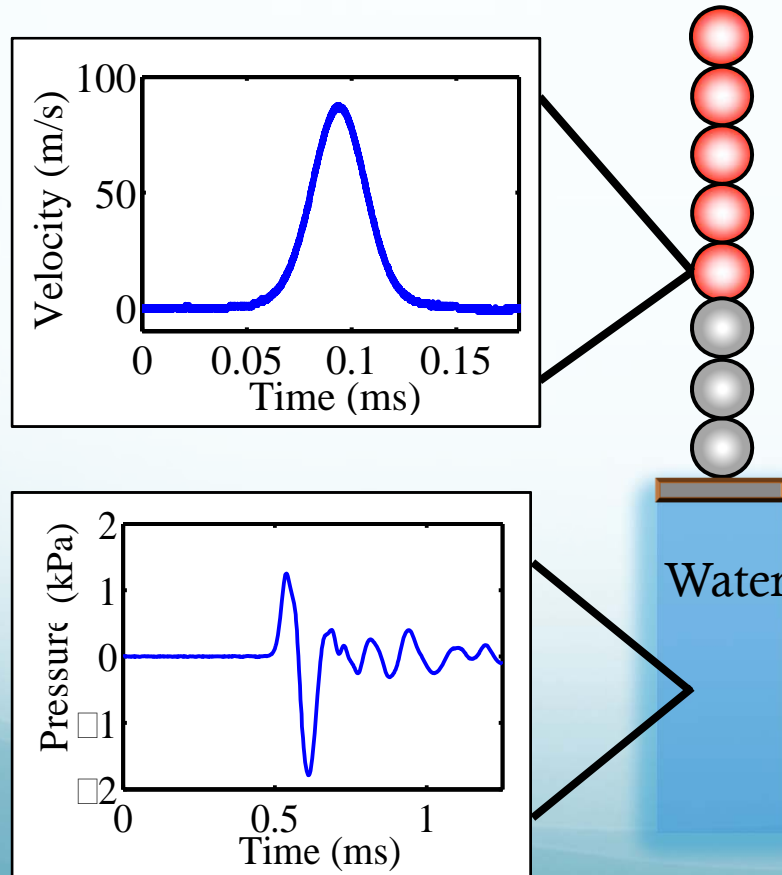 Velocity (m/s)
100
50
0
0 0.05 0.1 0.15
Time (ms)
Pressure (kPa)
2
1
0
□1
□2
0 0.5 1
Time (ms)
Water